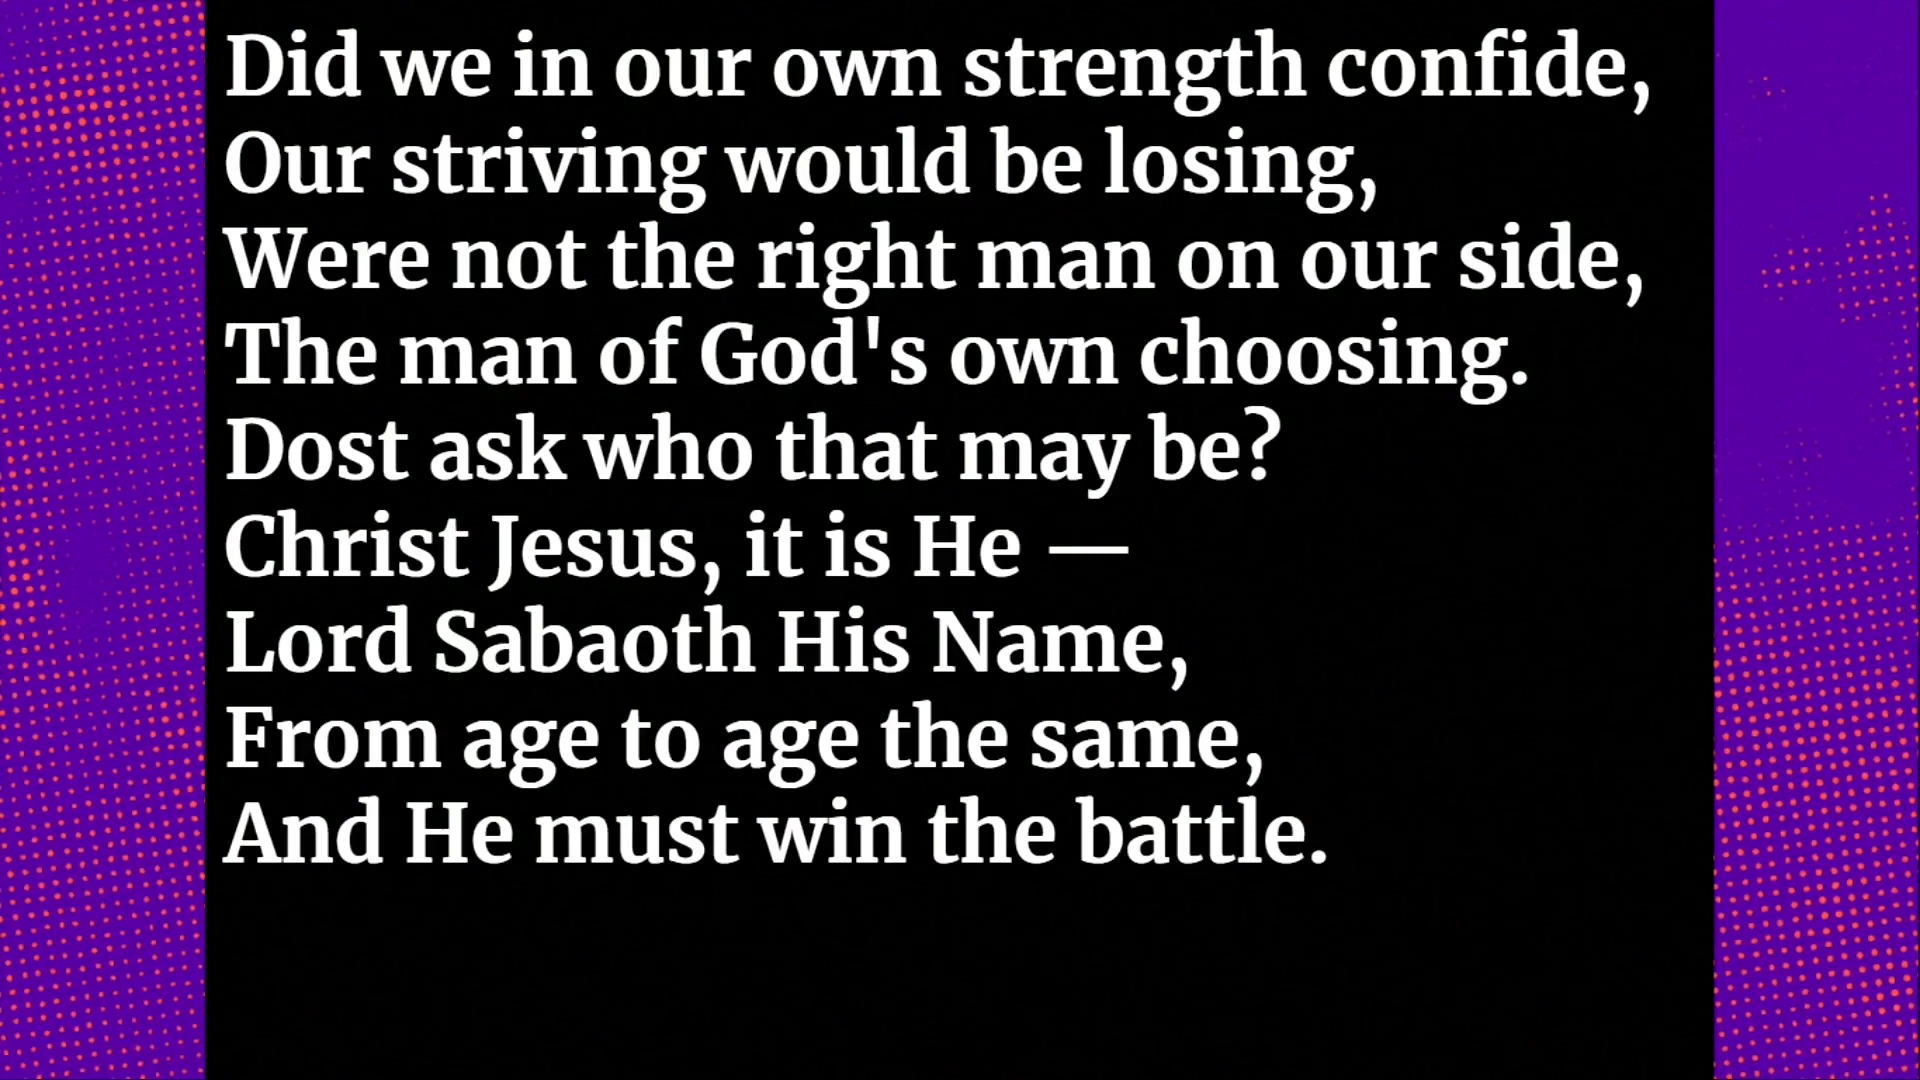 Did we in our own strength confide,
Our striving would be losing,
Were not the right man on our side,
The man of God's own choosing.
Dost ask who that may be?
Christ Jesus, it is He —
Lord Sabaoth His Name,
From age to age the same,
And He must win the battle.